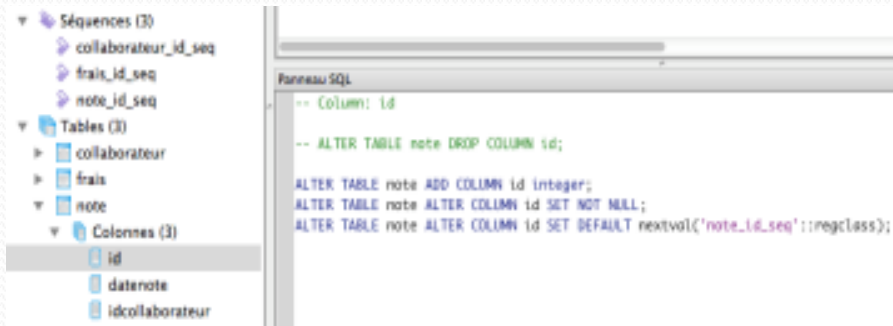 Séquences (3)
collaborateur_id_seq
frais_id_seq
note_id_seq
Tables (3)
collaborateur
frais
note
Colonnes (3)
id
datenote
idcollaborateur
Panneau SQL
-- Column: id
-- ALTER TABLE note DROP COLUMN id;
ALTER TABLE note ADD COLUMN id integer;
ALTER TABLE note ALTER COLUMN id SET NOT NULL;
ALTER TABLE note ALTER COLUMN id SET DEFAULT nextval('note_id_seq'::regclass);